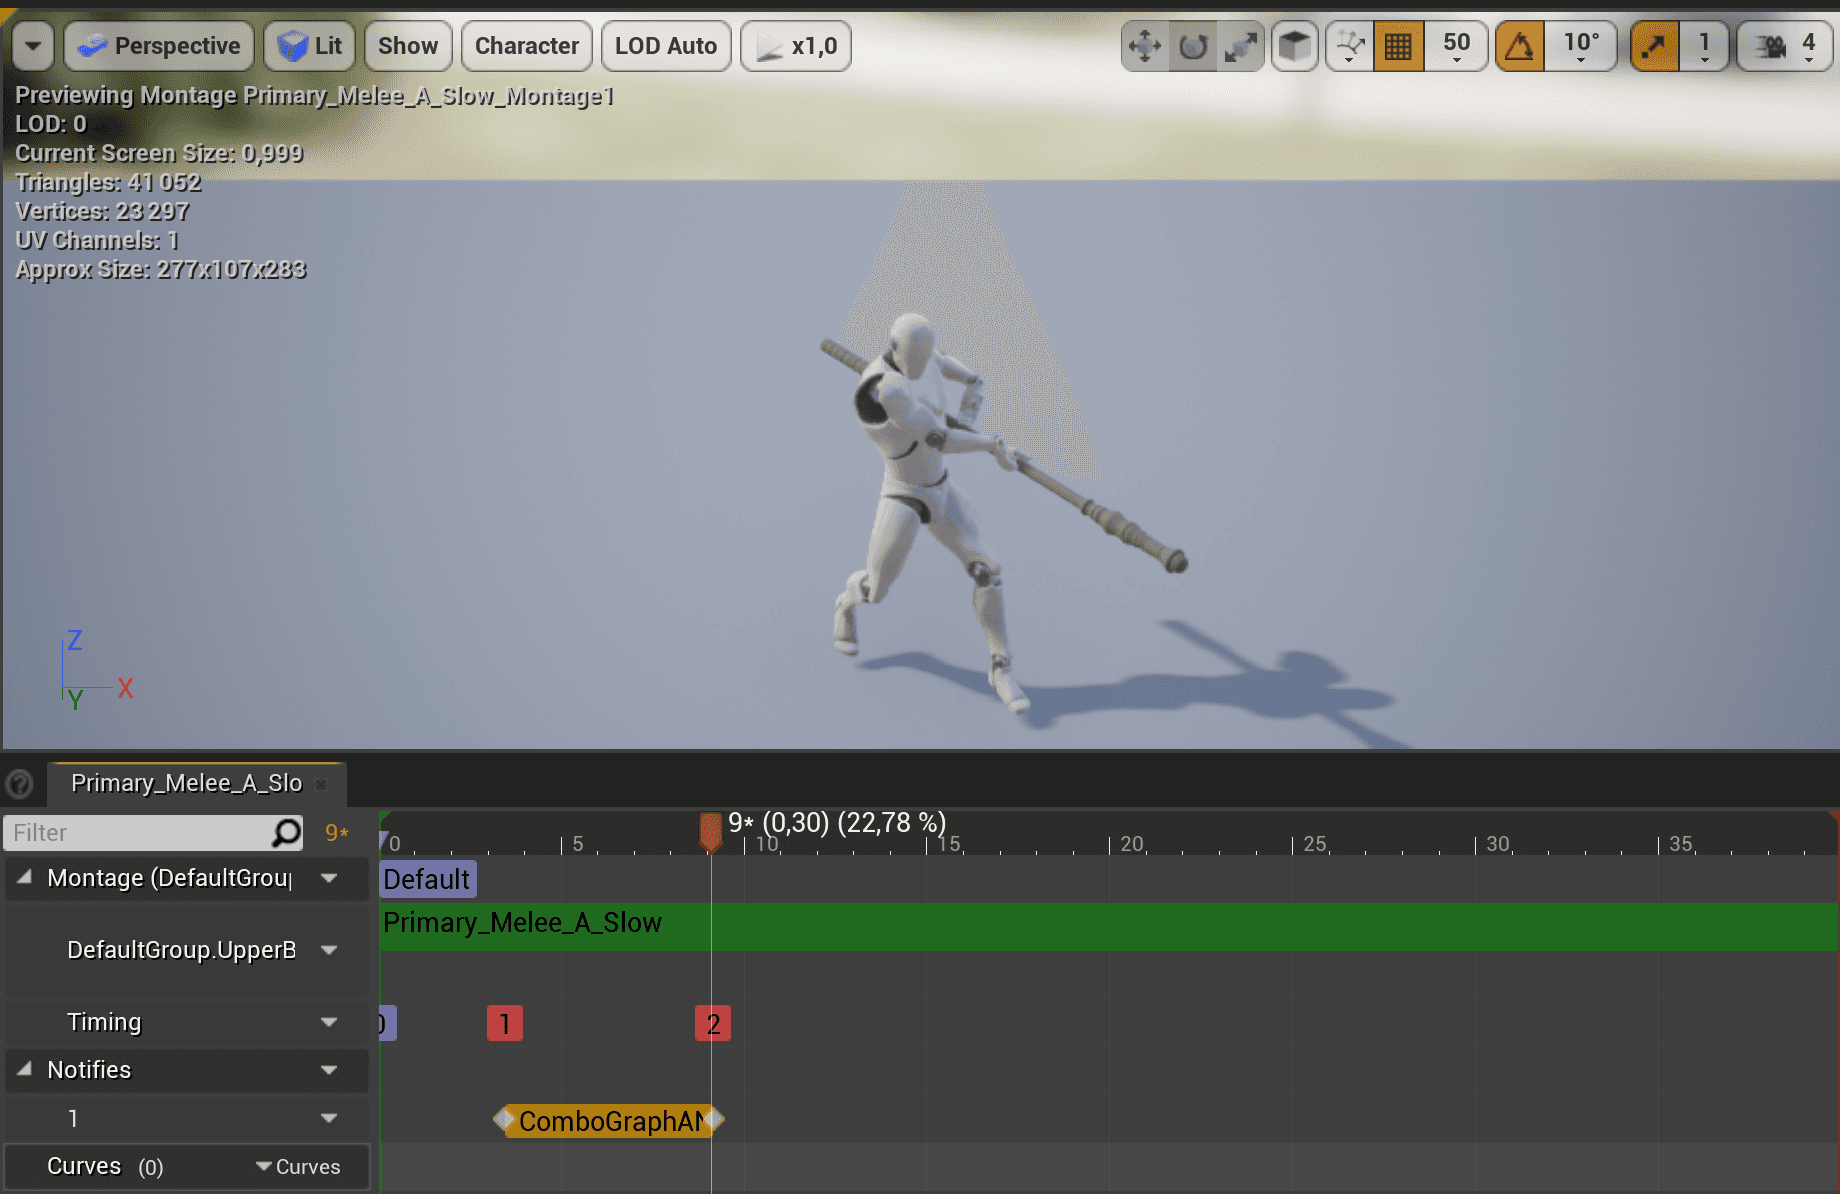 Perspective Lit Show Character LOD Auto x1,0 50 10° 1 4
Previewing Montage Primary_Melee_A_Slow_Montage1
LOD: 0
Current Screen Size: 0,999
Triangles: 41 052
Vertices: 23 297
UV Channels: 1
Approx Size: 277x107x283
Z
X
Y
Primary_Melee_A_Slo
Filter 9*
9* (0,30) (22,78 %)
0 5 10 15 20 25 30 35
Montage (DefaultGrou
Default
Primary_Melee_A_Slow
DefaultGroup.UpperB
Timing
0 1 2
Notifies
1
ComboGraphAN
Curves (0) Curves